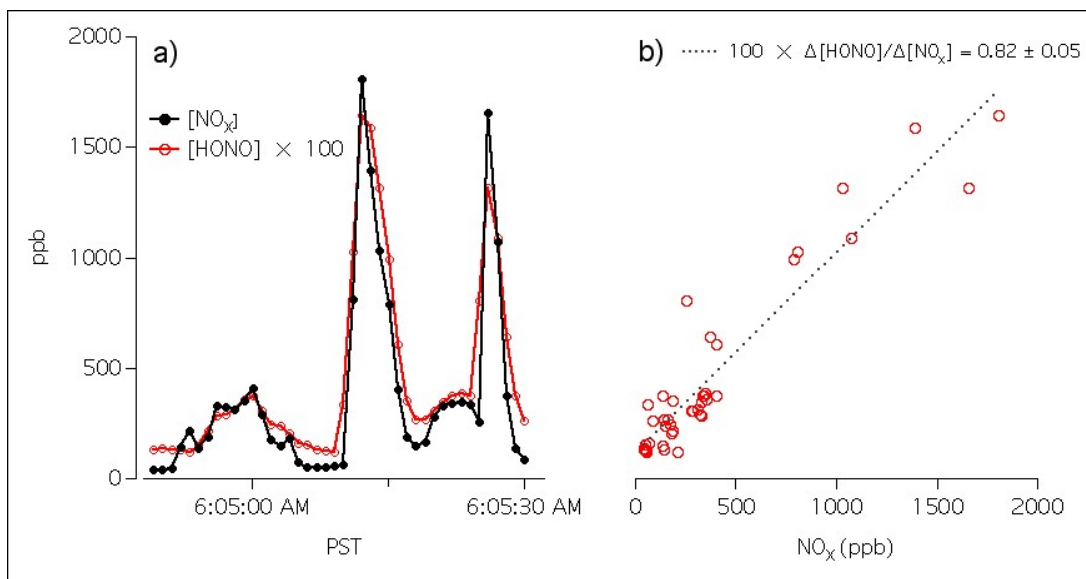 a)
[NOx]
[HONO] × 100
2000
1500
1000
500
0
ppb
6:05:00 AM
6:05:30 AM
PST
b)
100 × Δ[HONO]/Δ[NOx] = 0.82 ± 0.05
0
500
1000
1500
2000
NOx (ppb)